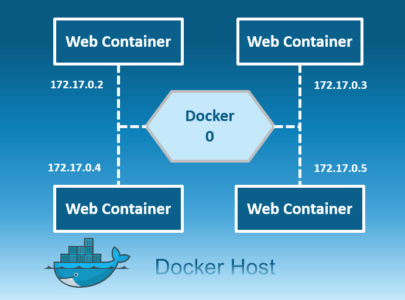 Web Container
Web Container
172.17.0.2
172.17.0.3
Docker
0
172.17.0.4
172.17.0.5
Web Container
Web Container
Docker Host